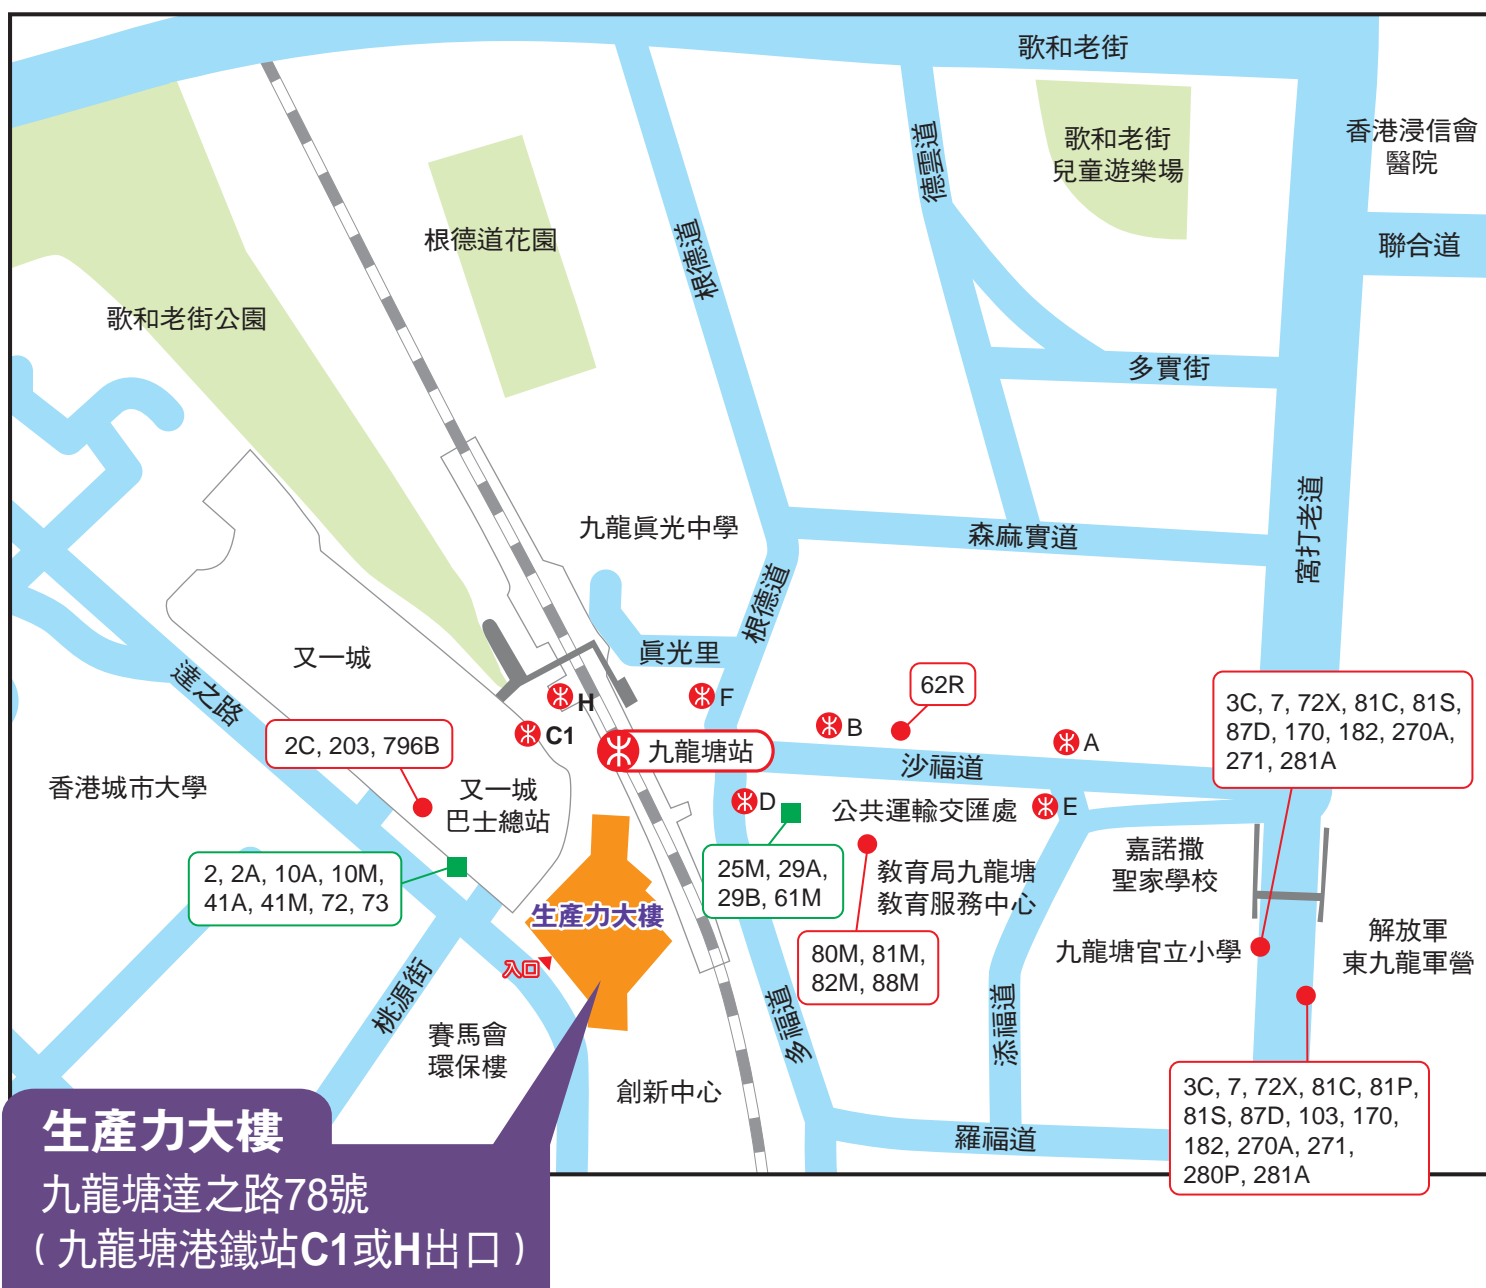 歌和老街
香港浸信會
醫院
歌和老街
兒童遊樂場
德雲道
聯合道
根德道花園
根德道
歌和老街公園
多實街
窩打老道
九龍眞光中學
森麻實道
根德道
眞光里
又一城
達之路
H
F
62R
3C, 7, 72X, 81C, 81S,
87D, 170, 182, 270A,
271, 281A
C1
B
A
2C, 203, 796B
九龍塘站
沙福道
香港城市大學
又一城
巴士總站
D
公共運輸交匯處
E
2, 2A, 10A, 10M,
41A, 41M, 72, 73
25M, 29A,
29B, 61M
教育局九龍塘
教育服務中心
嘉諾撒
聖家學校
生產力大樓
入口
80M, 81M,
82M, 88M
九龍塘官立小學
解放軍
東九龍軍營
桃源街
多福道
添福道
賽馬會
環保樓
創新中心
羅福道
3C, 7, 72X, 81C, 81P,
81S, 87D, 103, 170,
182, 270A, 271,
280P, 281A
生產力大樓
九龍塘達之路78號
( 九龍塘港鐵站C1或H出口 )